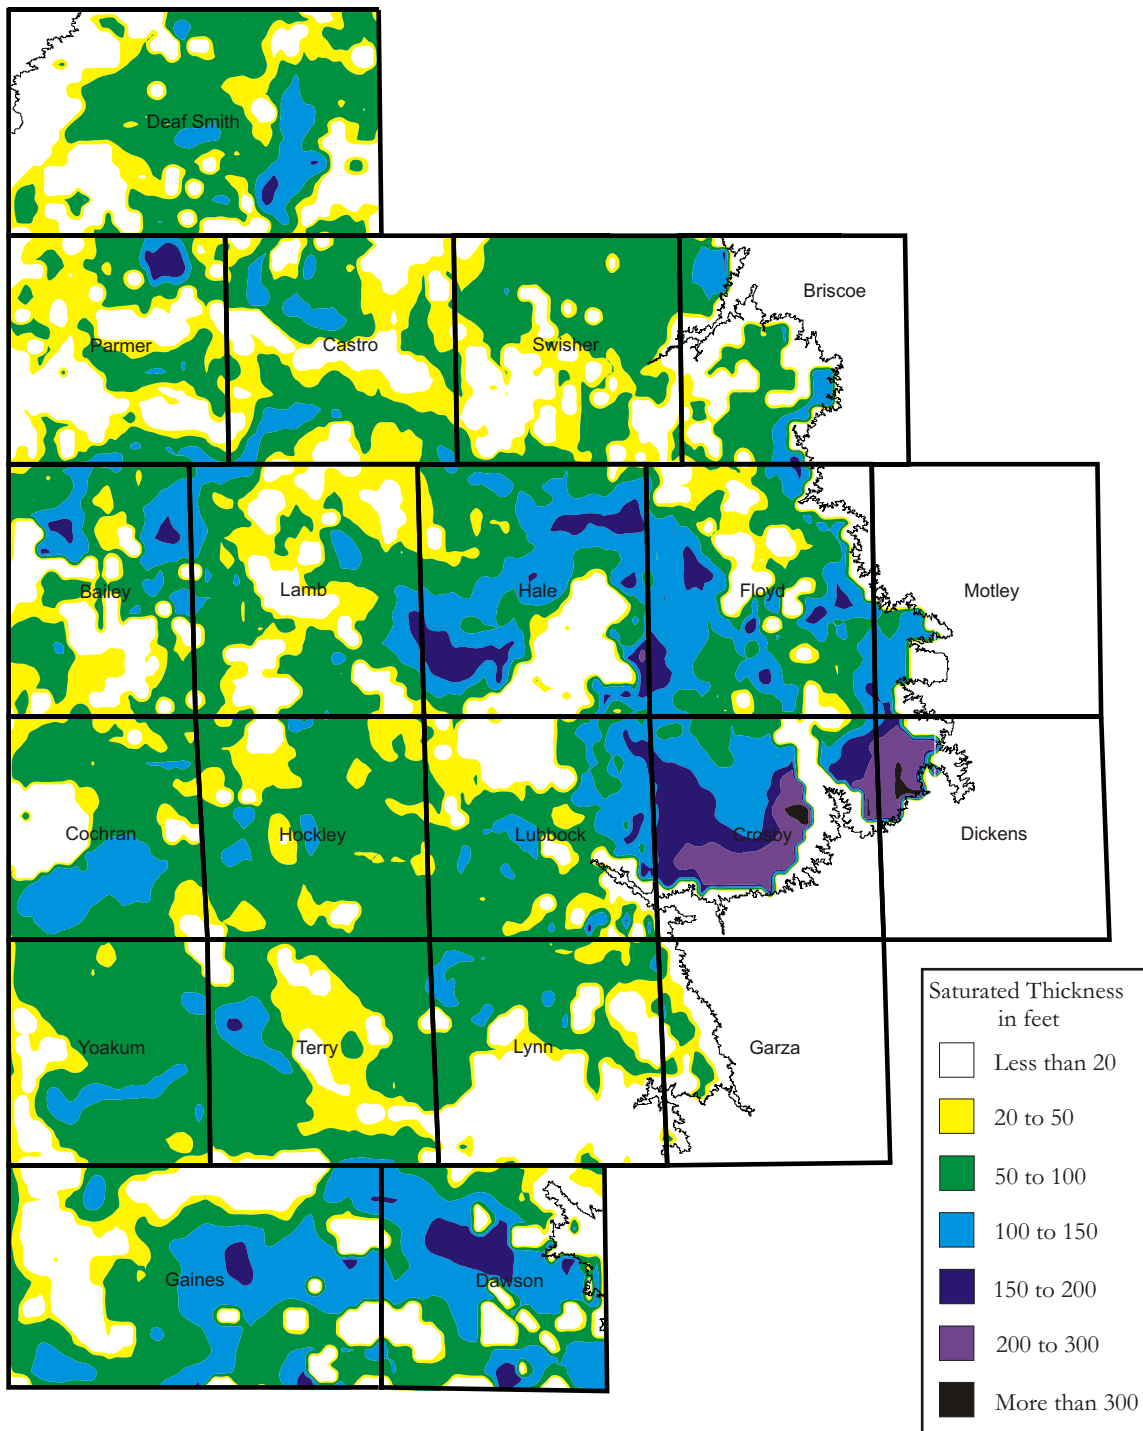 Deaf Smith
Briscoe
Parmer
Castro
Swisher
Bailey
Lamb
Hale
Floyd
Motley
Cochran
Hockley
Lubbock
Crosby
Dickens
Yoakum
Terry
Lynn
Garza
Gaines
Dawson
Saturated Thickness
in feet
Less than 20
20 to 50
50 to 100
100 to 150
150 to 200
200 to 300
More than 300